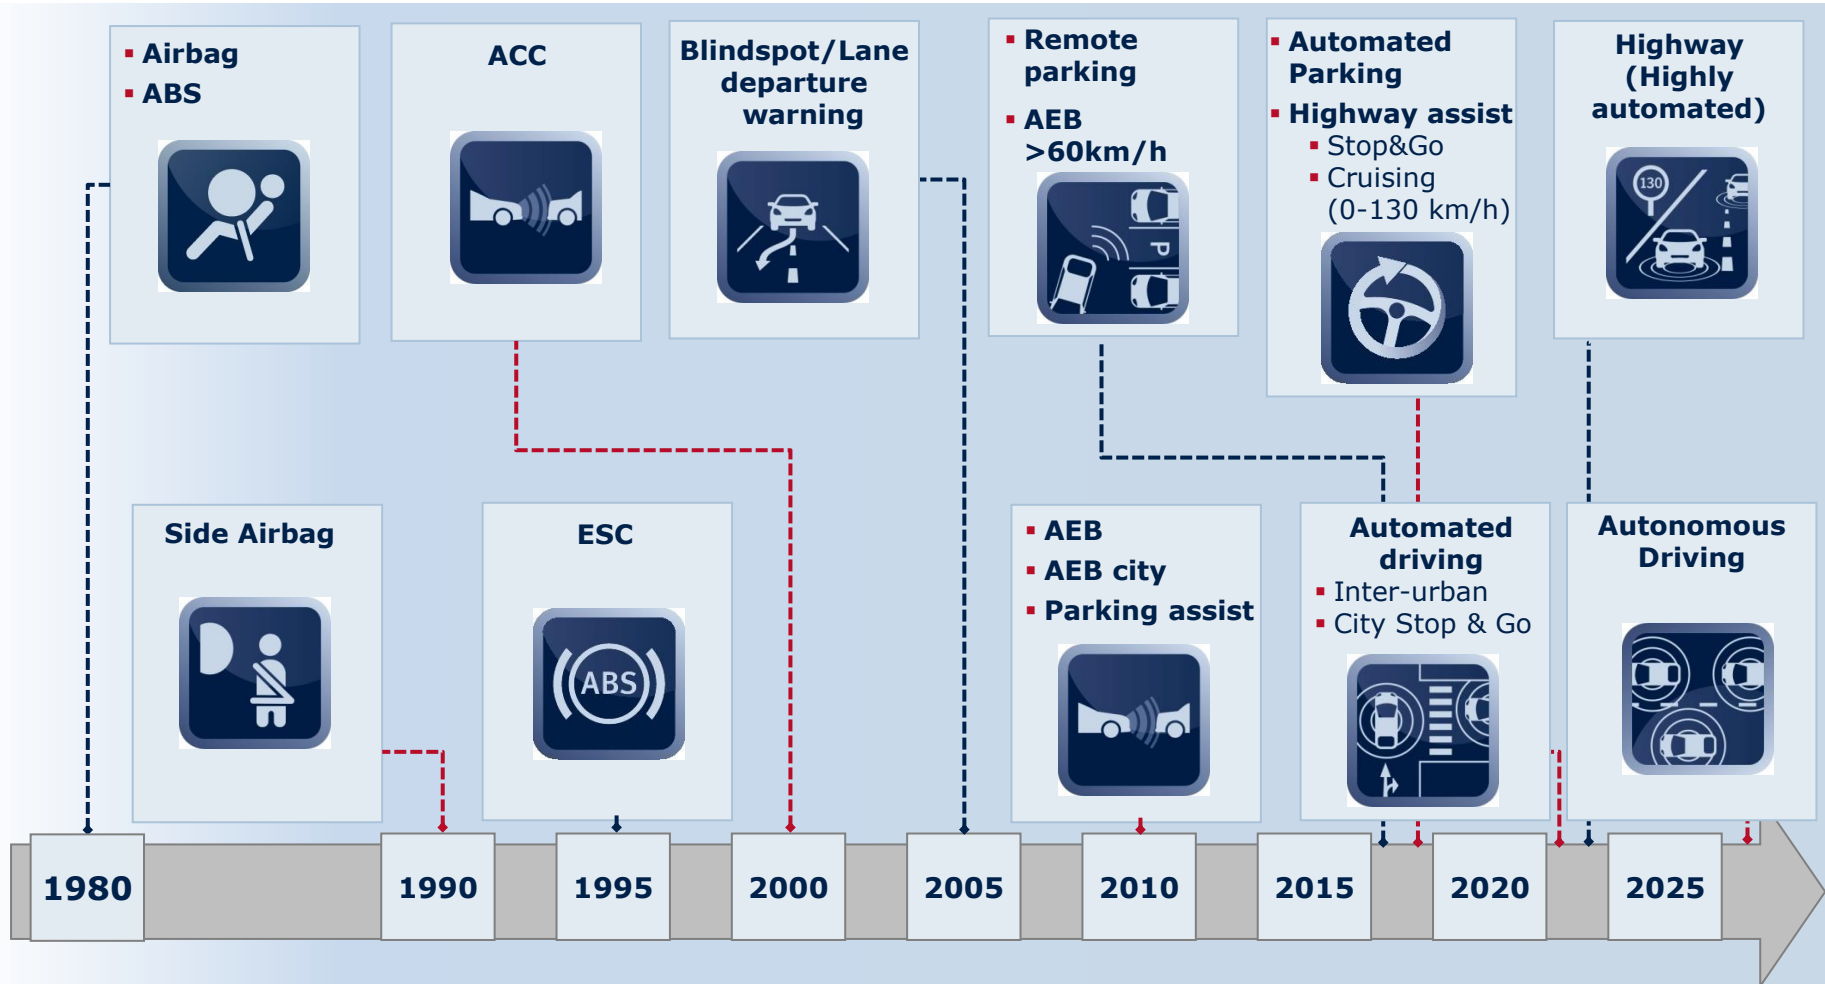 Airbag
ABS
ACC
Blindspot/Lane
departure
warning
Remote
parking
AEB
>60km/h
P
Automated
Parking
Highway assist
Stop&Go
Cruising
(0-130 km/h)
Highway
(Highly
automated)
130
Side Airbag
ESC
ABS
AEB
AEB city
Parking assist
Automated
driving
Inter-urban
City Stop & Go
Autonomous
Driving
1980
1990
1995
2000
2005
2010
2015
2020
2025